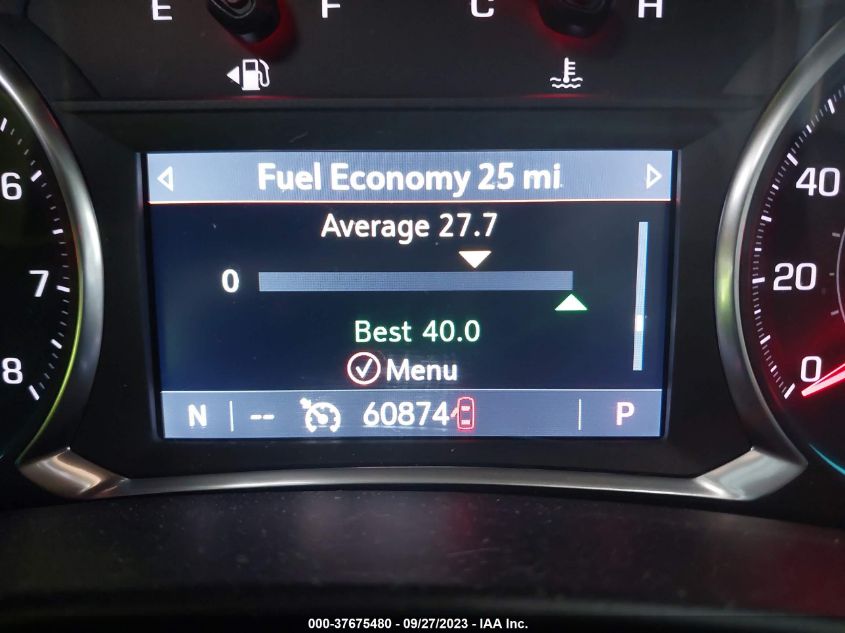 E F C H
Fuel Economy 25 mi
Average 27.7
0
Best 40.0
Menu
N -- 60874 P
6
7
8
40
20
0
000-37675480 - 09/27/2023 - IAA Inc.